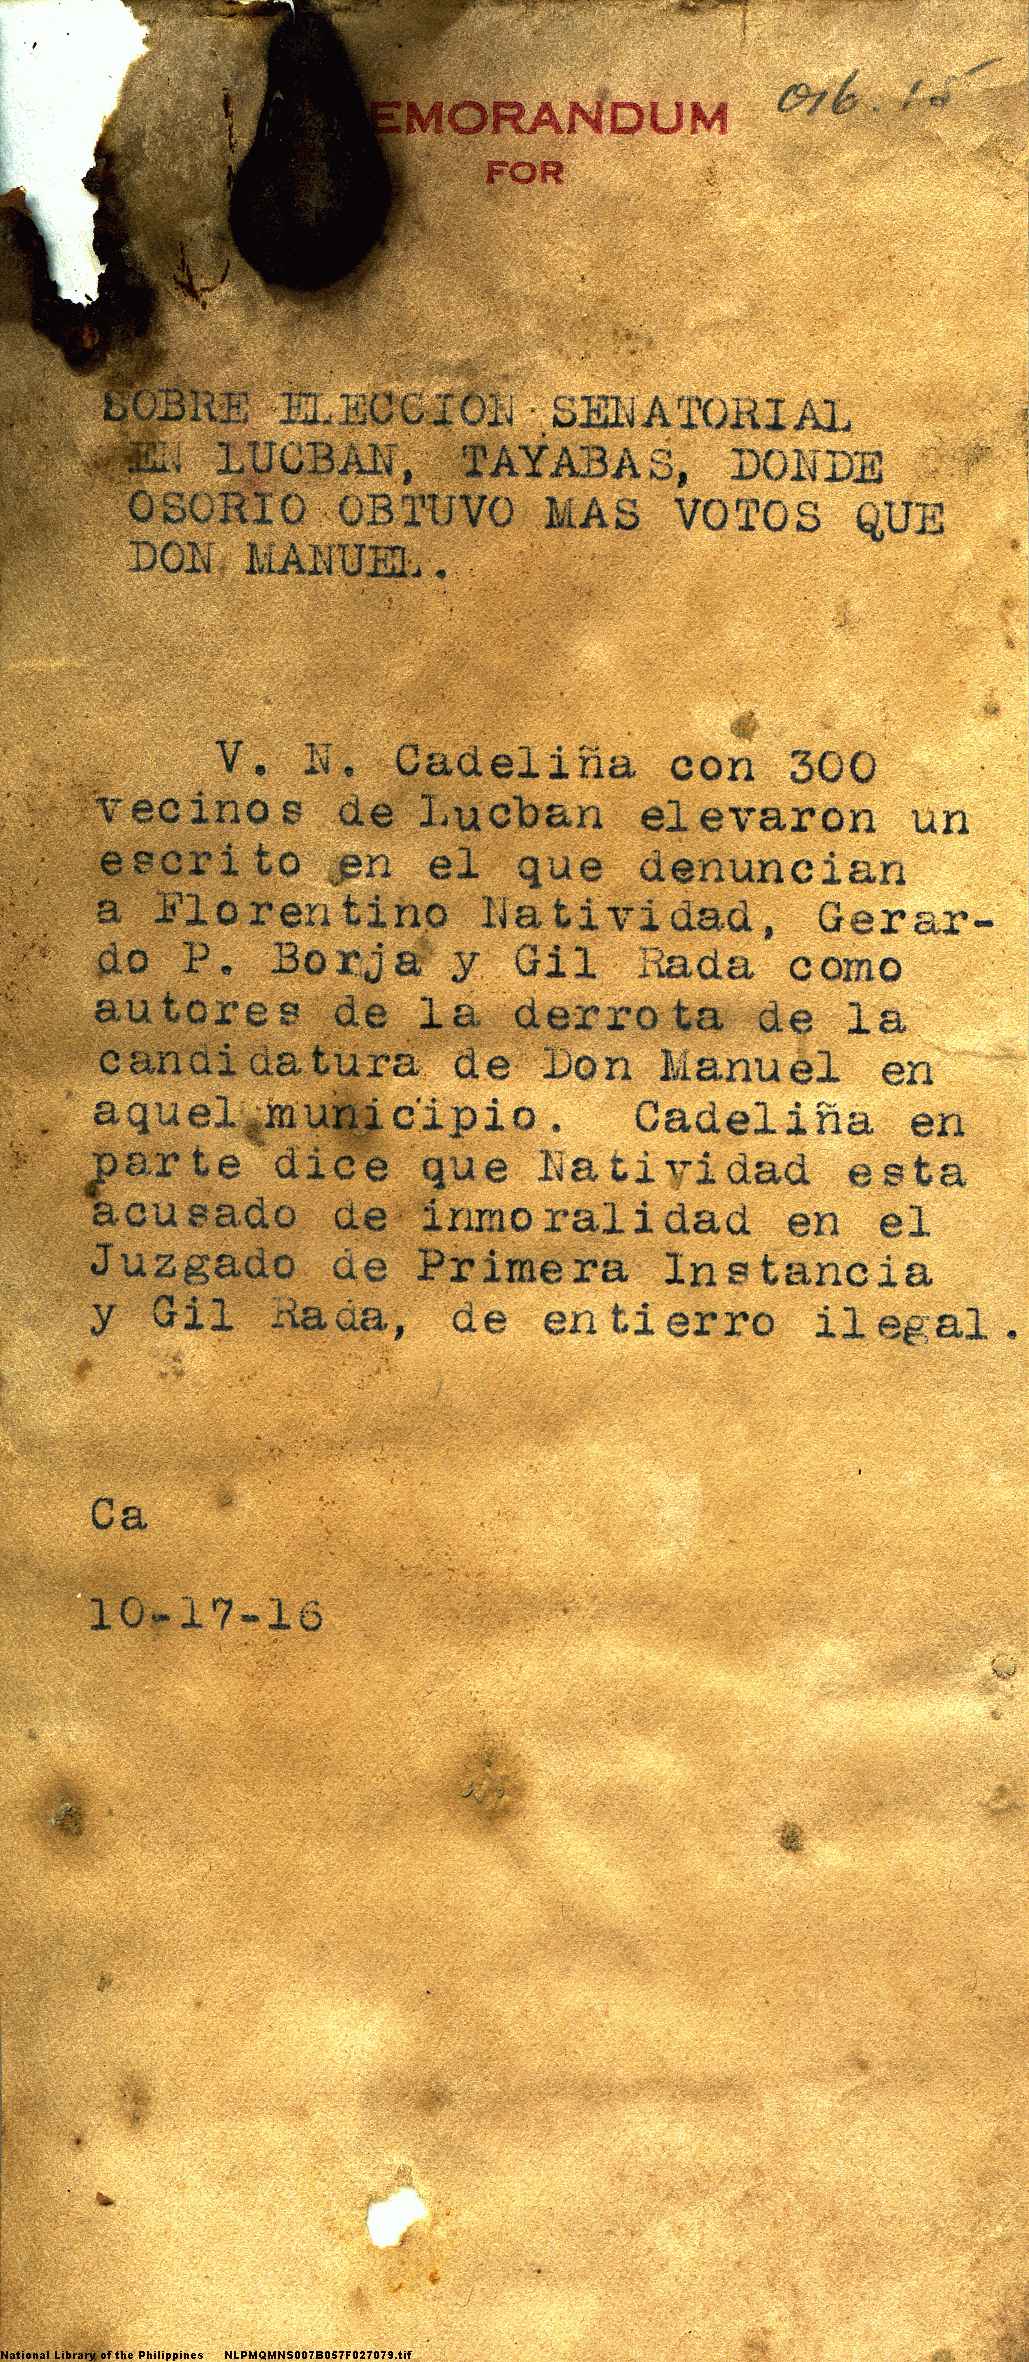 EMORANDUM
FOR
SOBRE ELECCION SENATORIAL
EN LUCBAN, TAYABAS, DONDE
OSORIO OBTUVO MAS VOTOS QUE
DON MANUEL.
V. N. Cadeliña con 300
vecinos de Lucban elevaron un
escrito en el que denuncian
a Florentino Natividad, Gerar-
do P. Borja y Gil Rada como
autores de la derrota de la
candidatura de Don Manuel en
aquel municipio. Cadeliña en
parte dice que Natividad esta
acusado de inmoralidad en el
Juzgado de Primera Instancia
y Gil Rada, de entierro ilegal.
Ca
10-17-16
National Library of the Philippines NLPMQMNS007B057F027079.tif